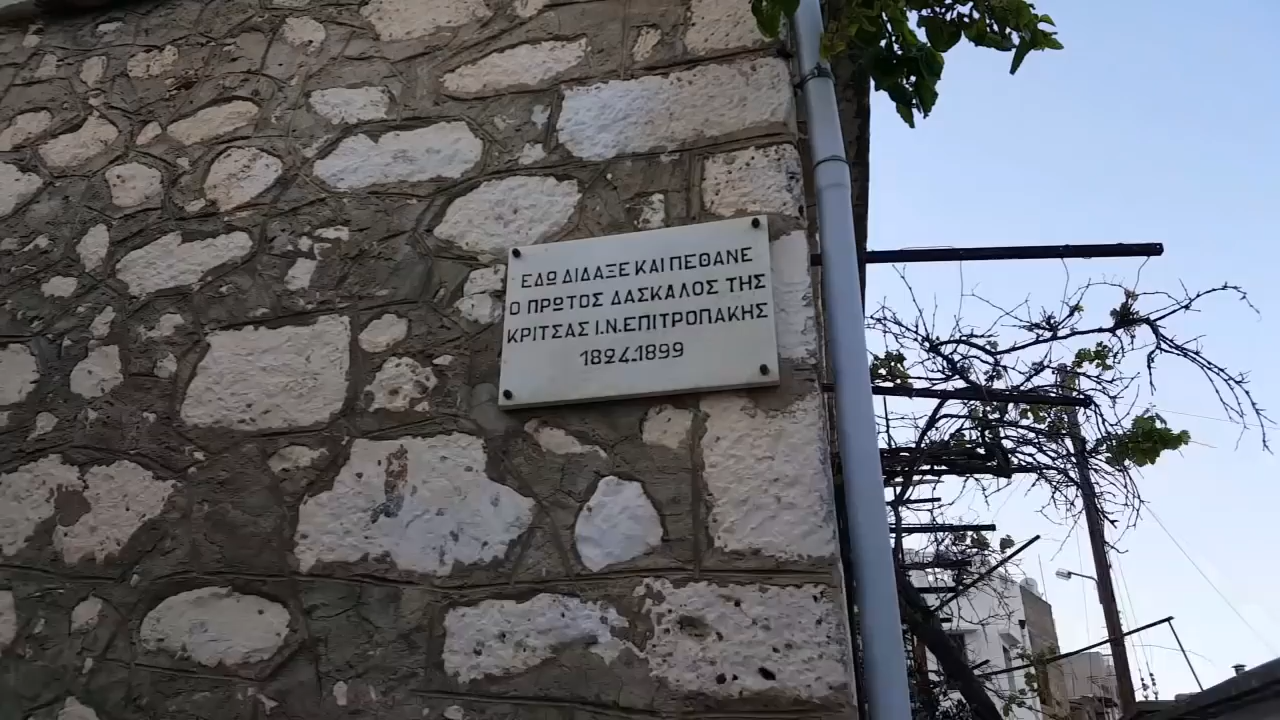 ΕΔΩ ΔΙΔΑΞΕ ΚΑΙ ΠΕΘΑΝΕ
Ο ΠΡΩΤΟΣ ΔΑΣΚΑΛΟΣ ΤΗΣ
ΚΡΙΤΣΑΣ Ι.Ν.ΕΠΙΤΡΟΠΑΚΗΣ
1824-1899